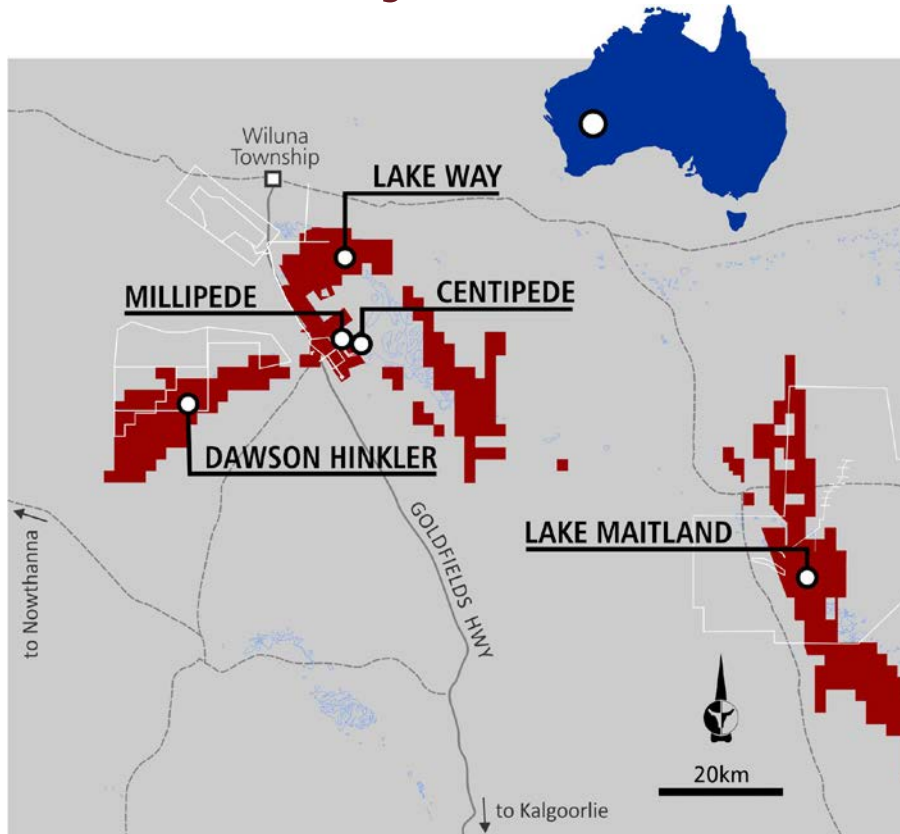 Wiluna
Township
LAKE WAY
MILLIPEDE
CENTIPEDE
DAWSON HINKLER
LAKE MAITLAND
GOLDFIELDS HWY
to Nowthanna
20km
to Kalgoorlie